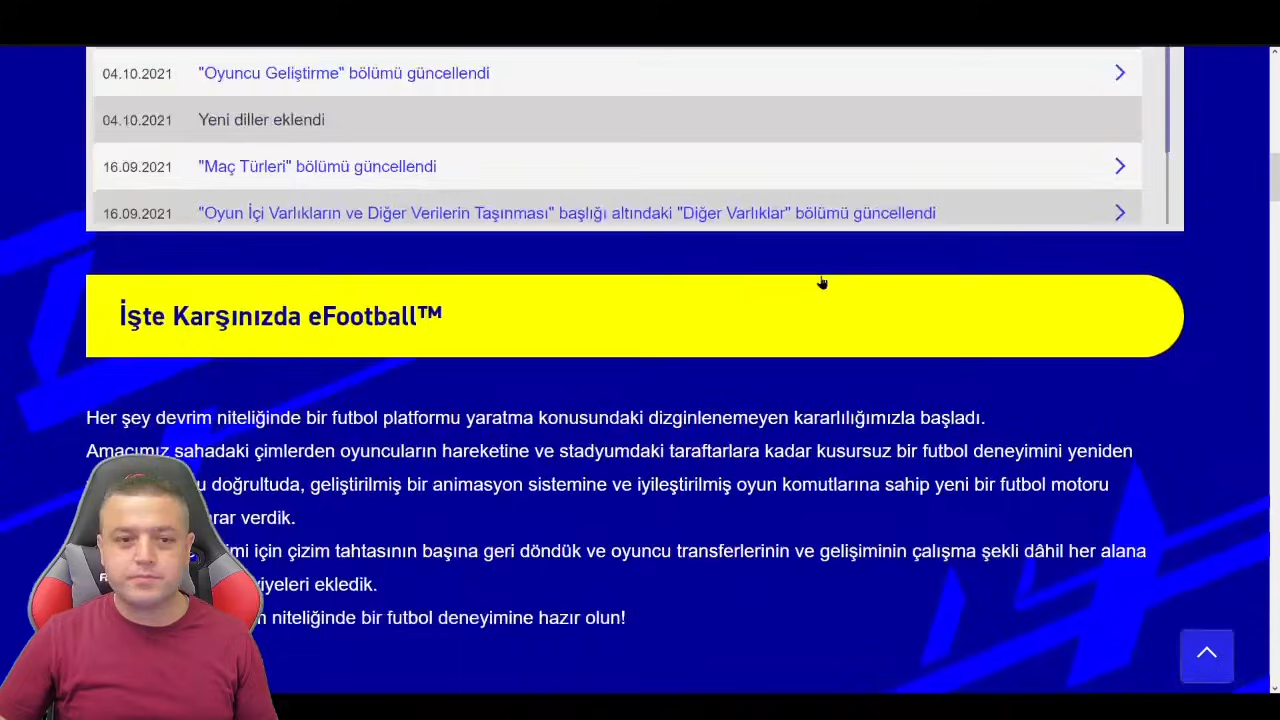 04.10.2021 "Oyuncu Geliştirme" bölümü güncellendi
04.10.2021 Yeni diller eklendi
16.09.2021 "Maç Türleri" bölümü güncellendi
16.09.2021 "Oyun İçi Varlıkların ve Diğer Verilerin Taşınması" başlığı altındaki "Diğer Varlıklar" bölümü güncellendi
İşte Karşınızda eFootball™
Her şey devrim niteliğinde bir futbol platformu yaratma konusundaki dizginlenemeyen kararlılığımızla başladı.
Amacımız sahadaki çimlerden oyuncuların hareketine ve stadyumdaki taraftarlara kadar kusursuz bir futbol deneyimini yeniden
doğrultuda, geliştirilmiş bir animasyon sistemine ve iyileştirilmiş oyun komutlarına sahip yeni bir futbol motoru
verdik.
için çizim tahtasının başına geri döndük ve oyuncu transferlerinin ve gelişiminin çalışma şekli dâhil her alana
ekledik.
niteliğinde bir futbol deneyimine hazır olun!